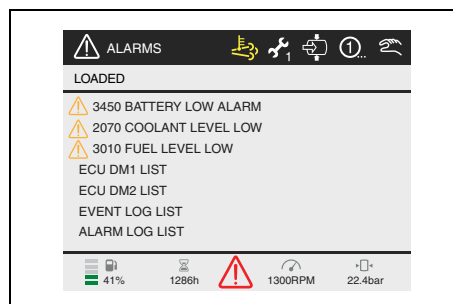 ALARMS
1
1...
LOADED
3450 BATTERY LOW ALARM
2070 COOLANT LEVEL LOW
3010 FUEL LEVEL LOW
ECU DM1 LIST
ECU DM2 LIST
EVENT LOG LIST
ALARM LOG LIST
41% 1286h 1300RPM 22.4bar